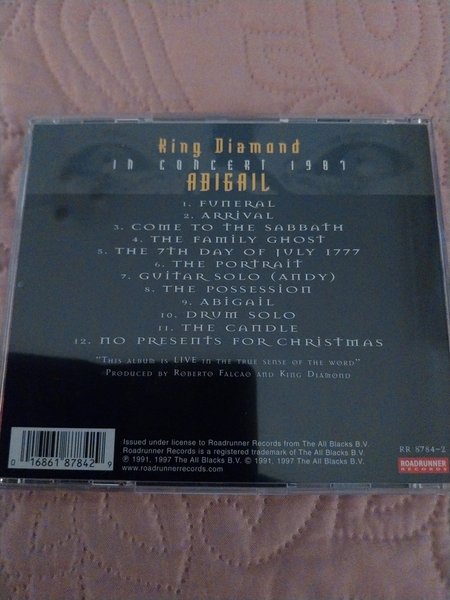 King Diamond
IN CONCERT 1987
ABIGAIL
1. FUNERAL
2. ARRIVAL
3. COME TO THE SABBATH
4. THE FAMILY GHOST
5. THE 7TH DAY OF JULY 1777
6. THE PORTRAIT
7. GUITAR SOLO (ANDY)
8. THE POSSESSION
9. ABIGAIL
10. DRUM SOLO
11. THE CANDLE
12. NO PRESENTS FOR CHRISTMAS
"THIS ALBUM IS LIVE IN THE TRUE SENSE OF THE WORD"
PRODUCED BY ROBERTO FALCAO AND KING DIAMOND
Issued under license to Roadrunner Records from The All Blacks B.V.
Roadrunner Records is a registered trademark of The All Blacks B.V.
℗ 1991, 1997 The All Blacks B.V. © 1991, 1997 The All Blacks B.V.
www.roadrunnerrecords.com
0 16861 87842 9
RR 8784-2
ROADRUNNER
RECORDS